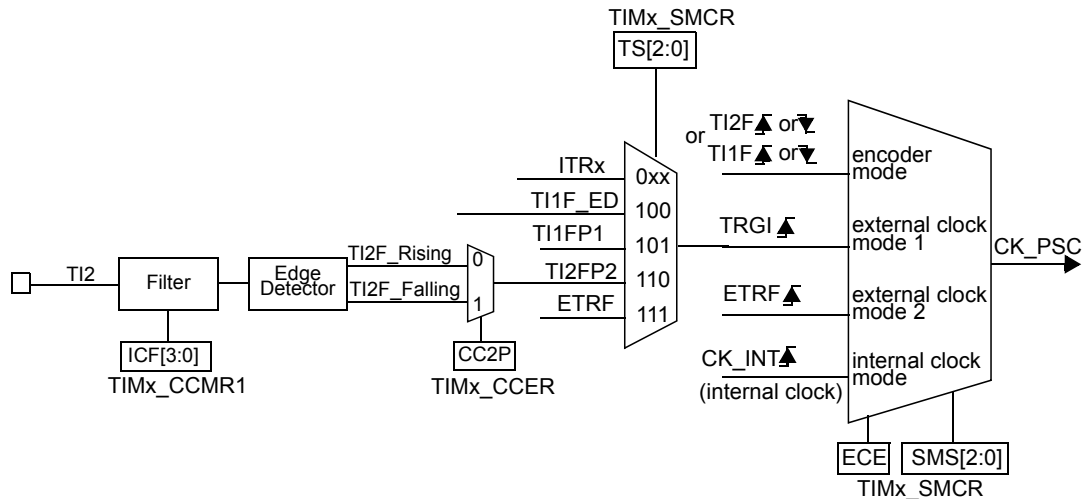 TIMx_SMCR
TS[2:0]
or TI2F or
TI1F or
encoder
mode
ITRx
0xx
TI1F_ED
100
TI1FP1
101
TRGI
external clock
mode 1
CK_PSC
TI2
Filter
Edge
Detector
TI2F_Rising
TI2F_Falling
0
1
TI2FP2
110
ETRF
111
ETRF
external clock
mode 2
ICF[3:0]
TIMx_CCMR1
CC2P
TIMx_CCER
CK_INT
(internal clock)
internal clock
mode
ECE
SMS[2:0]
TIMx_SMCR